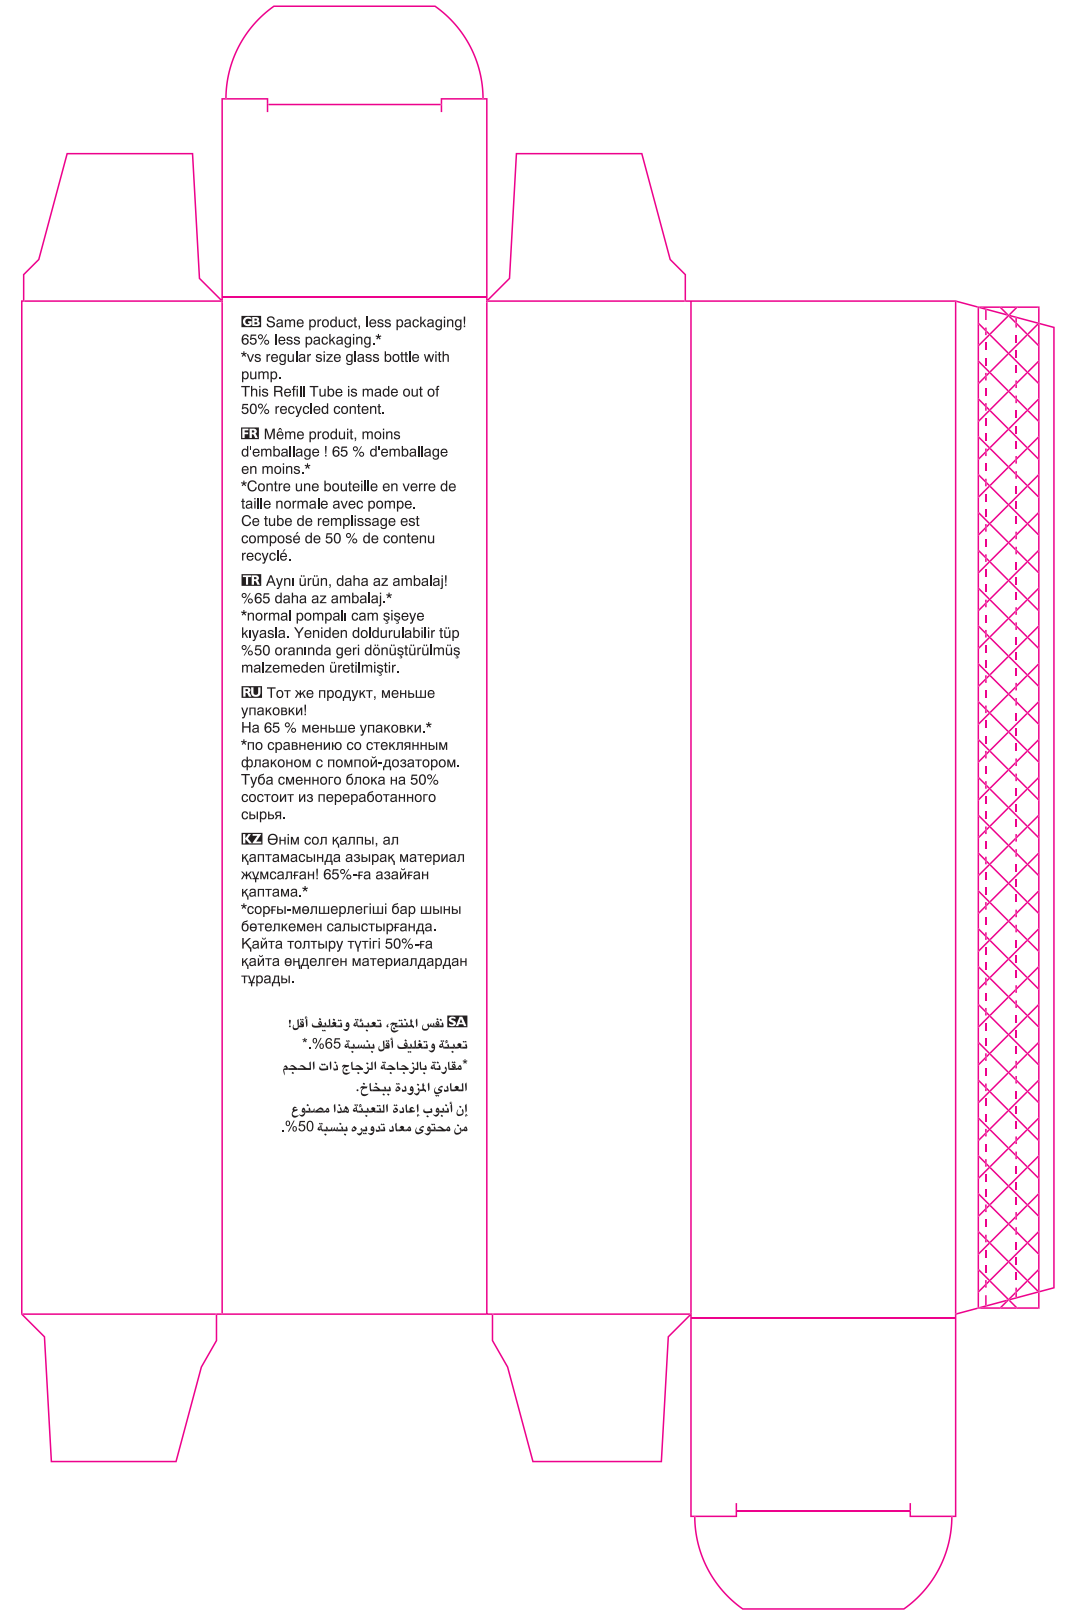 GB Same product, less packaging!
65% less packaging.*
*vs regular size glass bottle with
pump.
This Refill Tube is made out of
50% recycled content.
FR Même produit, moins
d'emballage ! 65 % d'emballage
en moins.*
*Contre une bouteille en verre de
taille normale avec pompe.
Ce tube de remplissage est
composé de 50 % de contenu
recyclé.
TR Aynı ürün, daha az ambalaj!
%65 daha az ambalaj.*
*normal pompalı cam şişeye
kıyasla. Yeniden doldurulabilir tüp
%50 oranında geri dönüştürülmüş
malzemeden üretilmiştir.
RU Тот же продукт, меньше
упаковки!
На 65 % меньше упаковки.*
*по сравнению со стеклянным
флаконом с помпой-дозатором.
Туба сменного блока на 50%
состоит из переработанного
сырья.
KZ Өнім сол қалпы, ал
қаптамасында азырақ материал
жұмсалған! 65%-ға азайған
қаптама.*
*сорғы-мөлшерлегіші бар шыны
бөтелкемен салыстырғанда.
Қайта толтыру түтігі 50%-ға
қайта өңделген материалдардан
тұрады.
SA نفس المنتج، تعبئة وتغليف أقل!
تعبئة وتغليف أقل بنسبة 65%.*
*مقارنة بالزجاجة الزجاج ذات الحجم
العادي المزودة ببخاخ.
إن أنبوب إعادة التعبئة هذا مصنوع
من محتوى معاد تدويره بنسبة 50%.